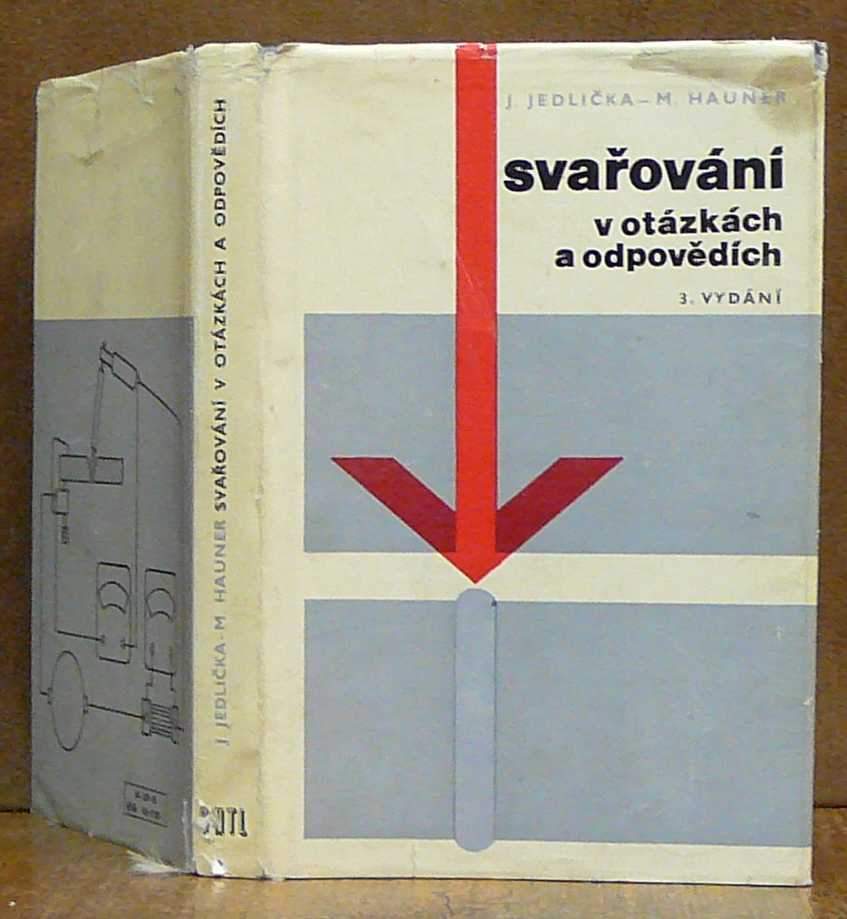 J. JEDLIČKA – M. HAUNER
svařování
v otázkách
a odpovědích
3. VYDÁNÍ
J. JEDLIČKA - M. HAUNER SVAŘOVÁNÍ V OTÁZKÁCH A ODPOVĚDÍCH
SNTL